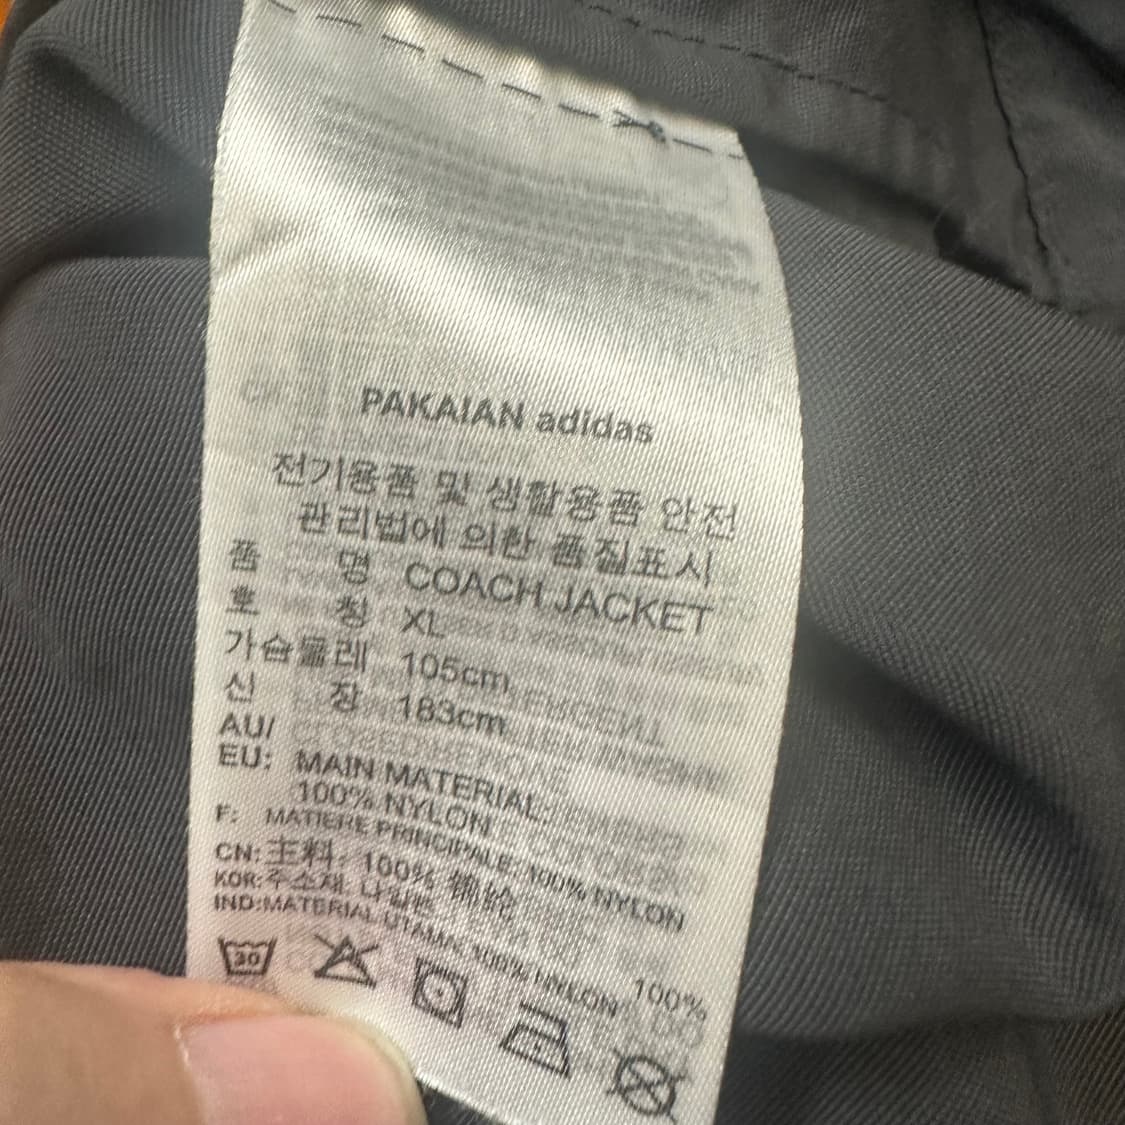 PAKAIAN adidas
전기용품 및 생활용품 안전
관리법에 의한 품질표시
품 명 COACH JACKET
호 칭 XL
가슴둘레 105cm
신 장 183cm
AU/
EU: MAIN MATERIAL:
100% NYLON
F: MATIERE PRINCIPALE: 100% NYLON
CN: 主料: 100% 锦纶
KOR: 주소재: 나일론 100%
IND:MATERIAL UTAMA: 100% NYLON
30